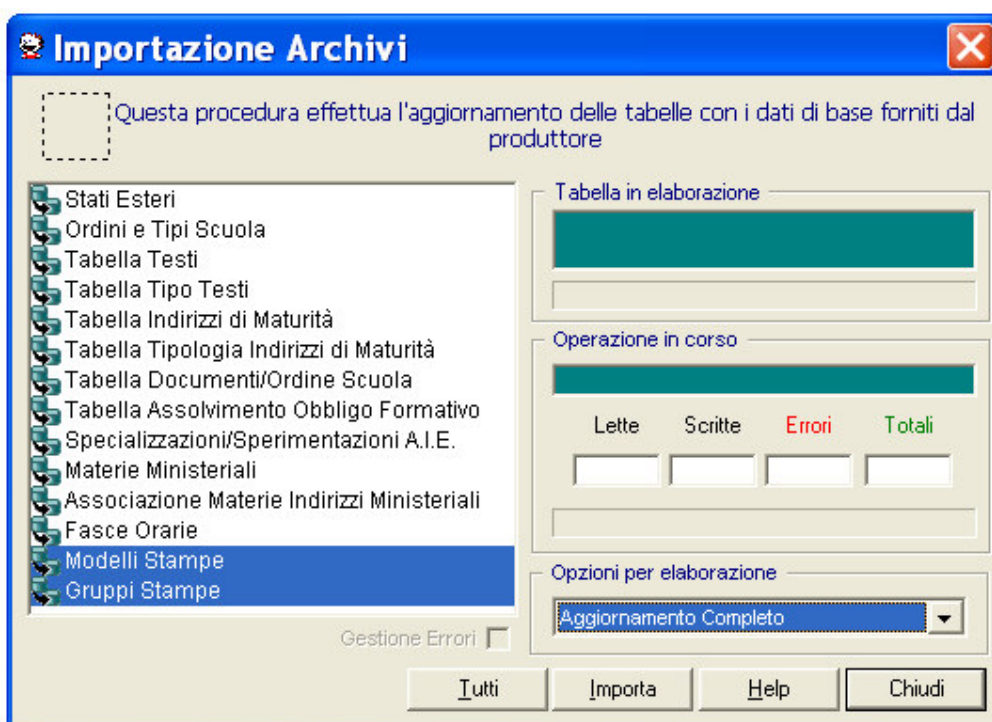 Importazione Archivi
Questa procedura effettua l'aggiornamento delle tabelle con i dati di base forniti dal
produttore
Stati Esteri
Ordini e Tipi Scuola
Tabella Testi
Tabella Tipo Testi
Tabella Indirizzi di Maturità
Tabella Tipologia Indirizzi di Maturità
Tabella Documenti/Ordine Scuola
Tabella Assolvimento Obbligo Formativo
Specializzazioni/Sperimentazioni A.I.E.
Materie Ministeriali
Associazione Materie Indirizzi Ministeriali
Fasce Orarie
Modelli Stampe
Gruppi Stampe
Gestione Errori
Tabella in elaborazione
Operazione in corso
Lette Scritte Errori Totali
Opzioni per elaborazione
Aggiornamento Completo
Tutti Importa Help Chiudi